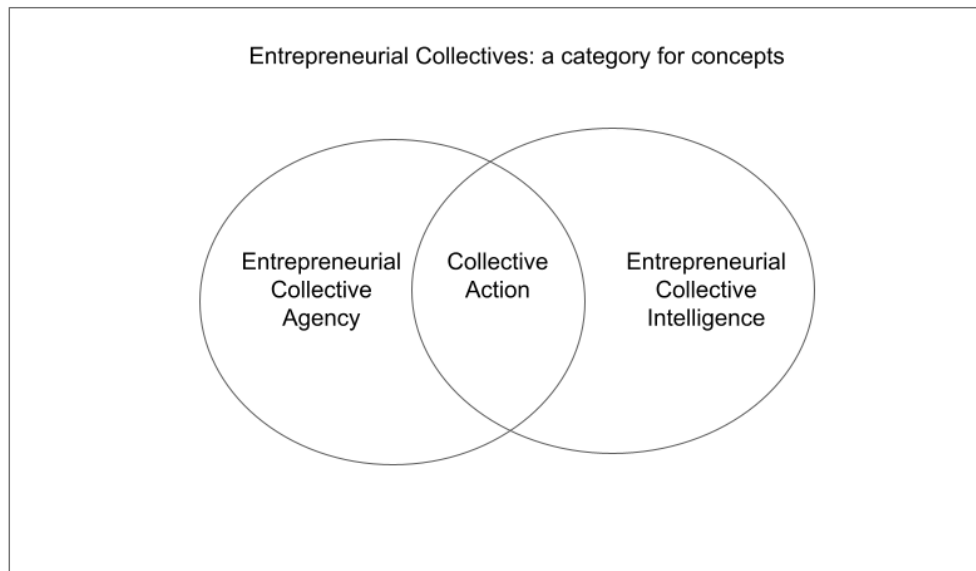 Entrepreneurial Collectives: a category for concepts
Entrepreneurial
Collective
Agency
Collective
Action
Entrepreneurial
Collective
Intelligence